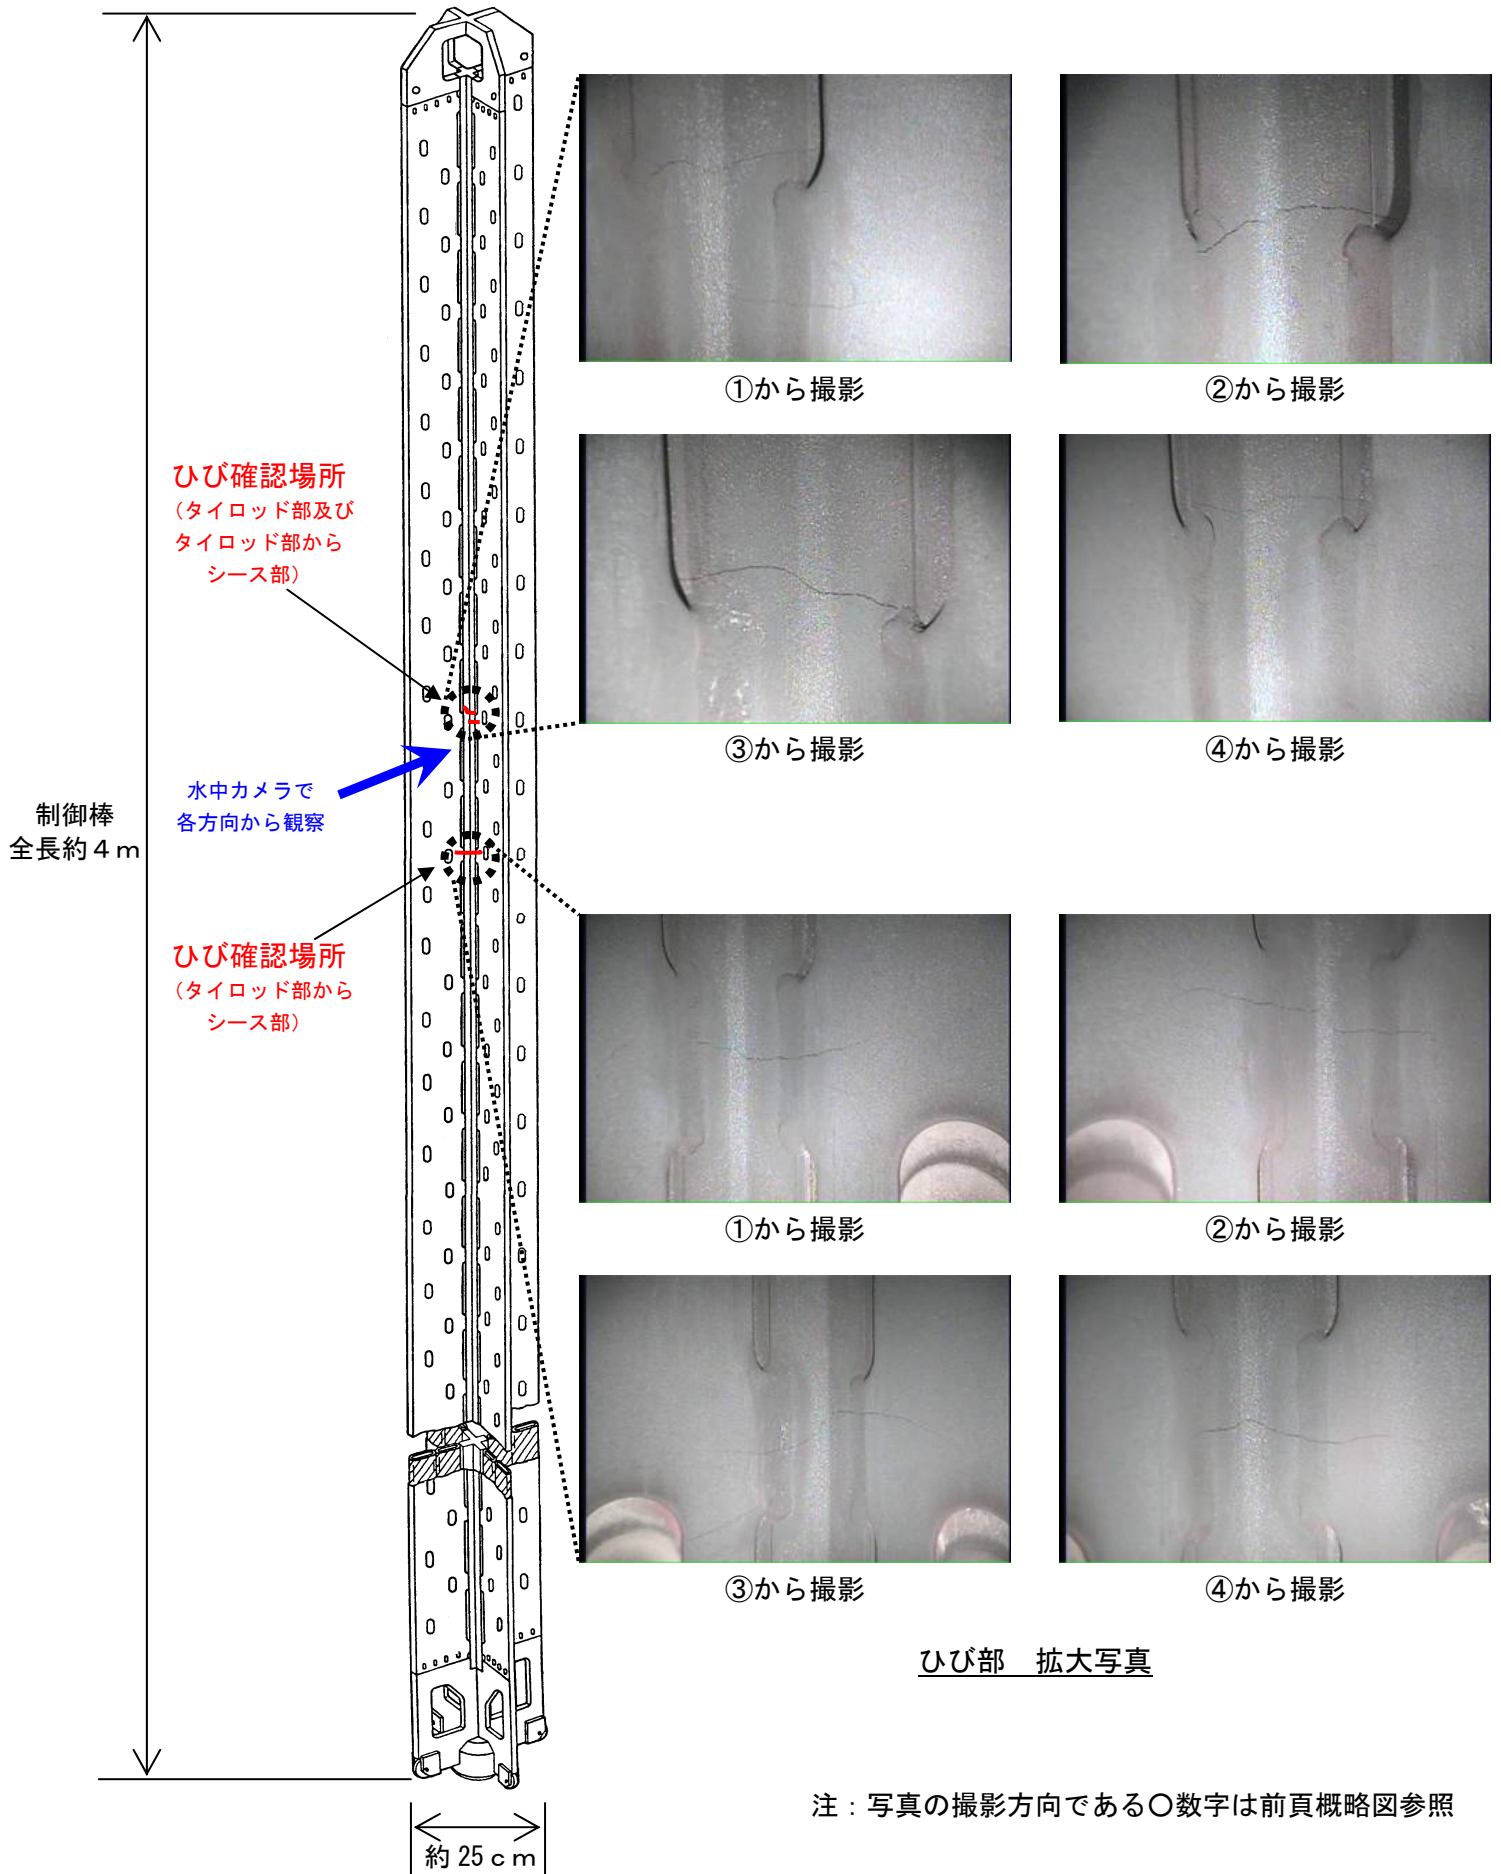 ひび確認場所
（タイロッド部及び
タイロッド部から
シース部）
水中カメラで
各方向から観察
制御棒
全長約４ｍ
ひび確認場所
（タイロッド部から
シース部）
約 25 ｃｍ
①から撮影
②から撮影
③から撮影
④から撮影
①から撮影
②から撮影
③から撮影
④から撮影
ひび部　拡大写真
注：写真の撮影方向である〇数字は前頁概略図参照